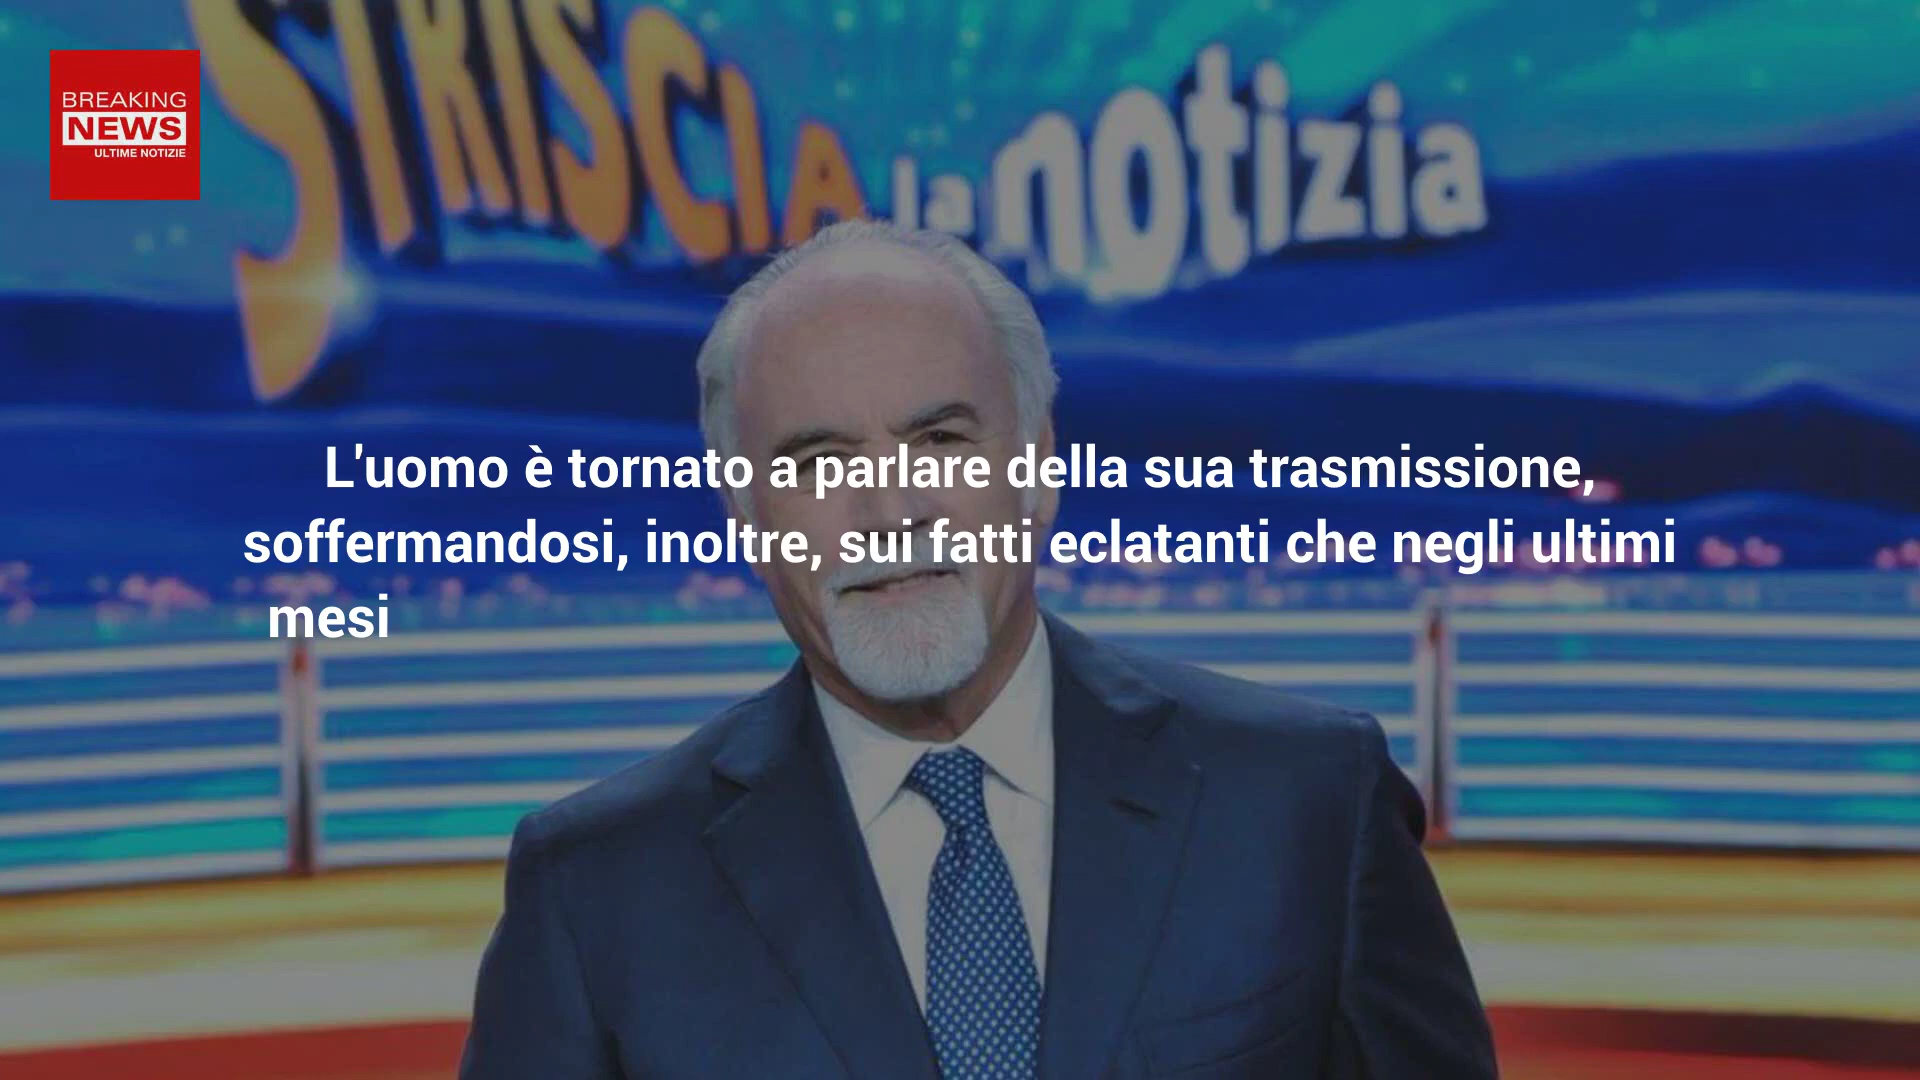 BREAKING
NEWS
ULTIME NOTIZIE
STRISCIA la notizia
L'uomo è tornato a parlare della sua trasmissione,
soffermandosi, inoltre, sui fatti eclatanti che negli ultimi
mesi